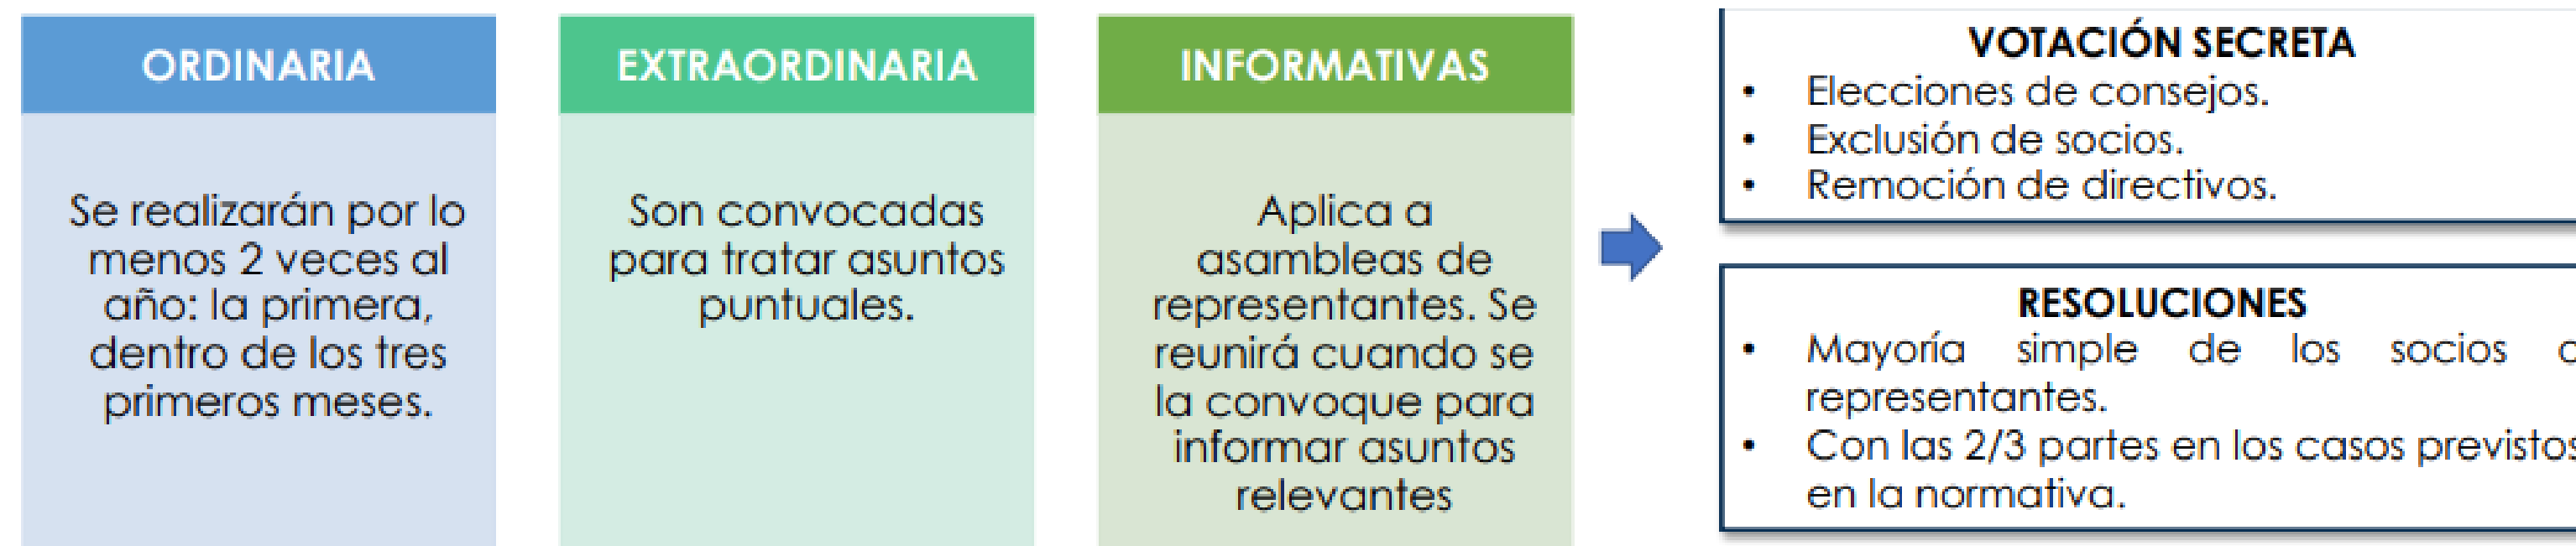 ORDINARIA
Se realizarán por lo
menos 2 veces al
año: la primera,
dentro de los tres
primeros meses.
EXTRAORDINARIA
Son convocadas
para tratar asuntos
puntuales.
INFORMATIVAS
Aplica a
asambleas de
representantes. Se
reunirá cuando se
la convoque para
informar asuntos
relevantes
VOTACIÓN SECRETA
• Elecciones de consejos.
• Exclusión de socios.
• Remoción de directivos.
RESOLUCIONES
• Mayoría simple de los socios
representantes.
• Con las 2/3 partes en los casos previstos
en la normativa.